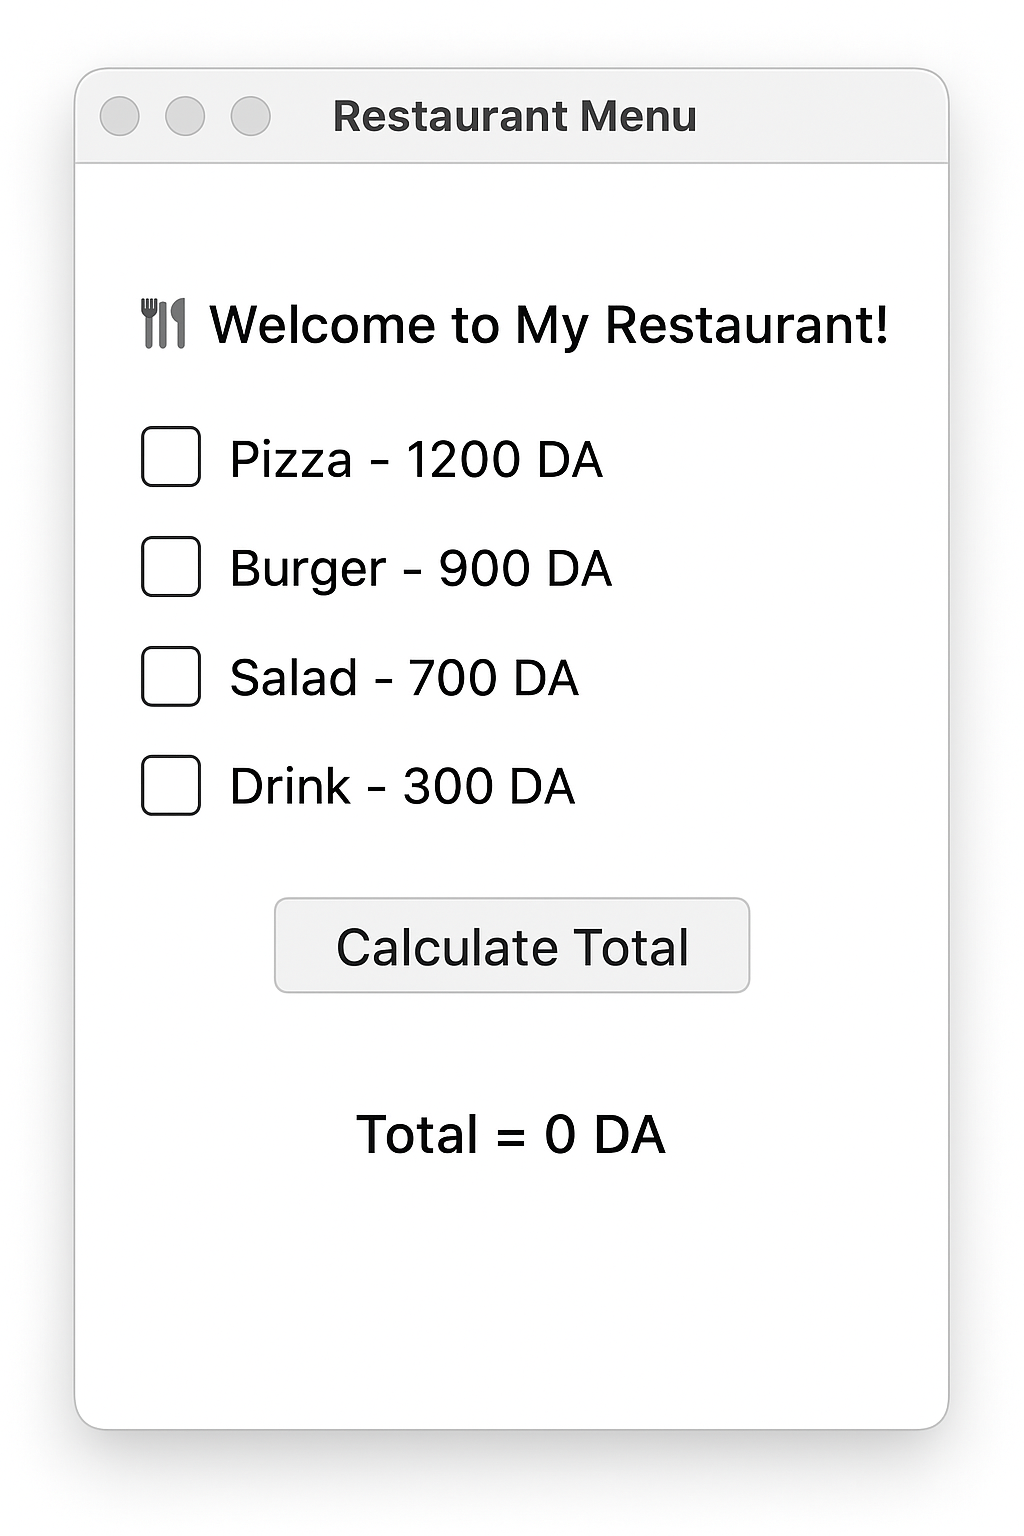 Restaurant Menu
Welcome to My Restaurant!
Pizza - 1200 DA
Burger - 900 DA
Salad - 700 DA
Drink - 300 DA
Calculate Total
Total = 0 DA